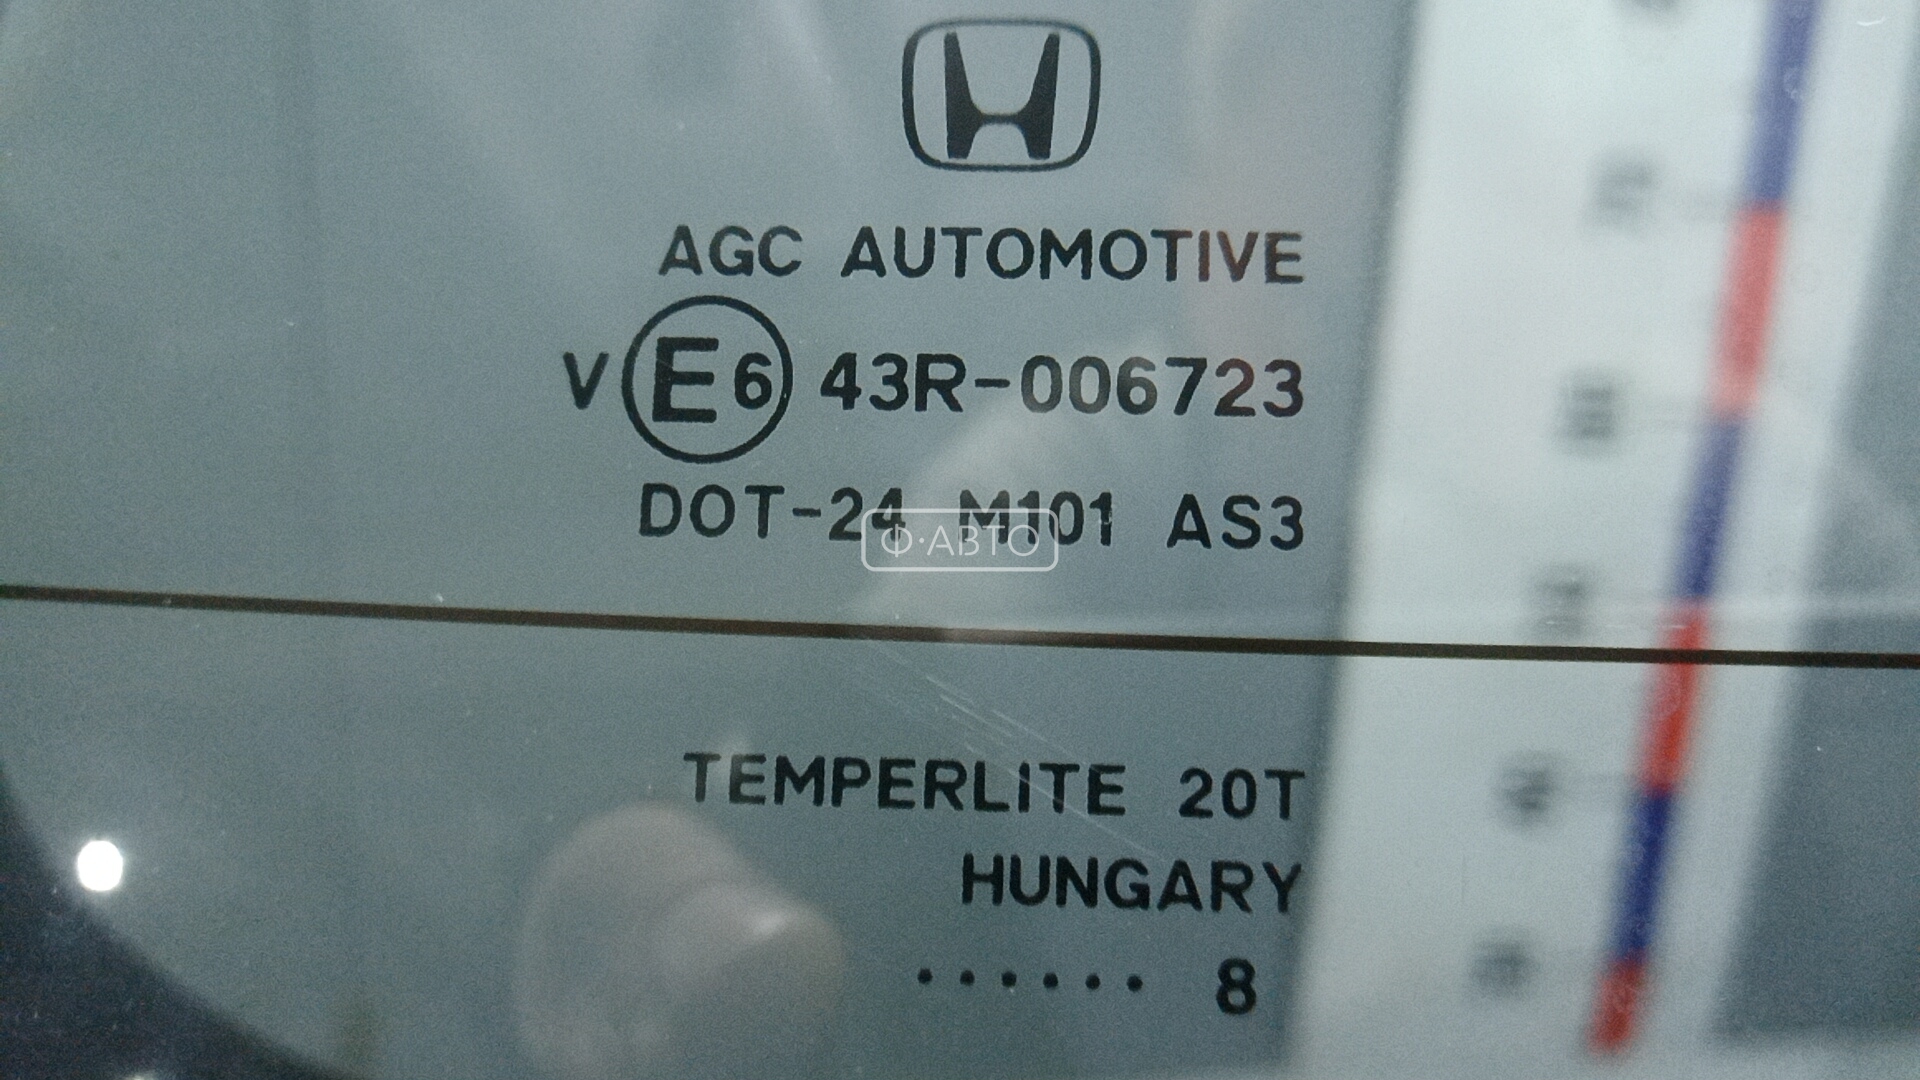 AGC AUTOMOTIVE
V E6 43R-006723
DOT-24 M101 AS3
Ф·АВТО
TEMPERLITE 20T
HUNGARY
...... 8